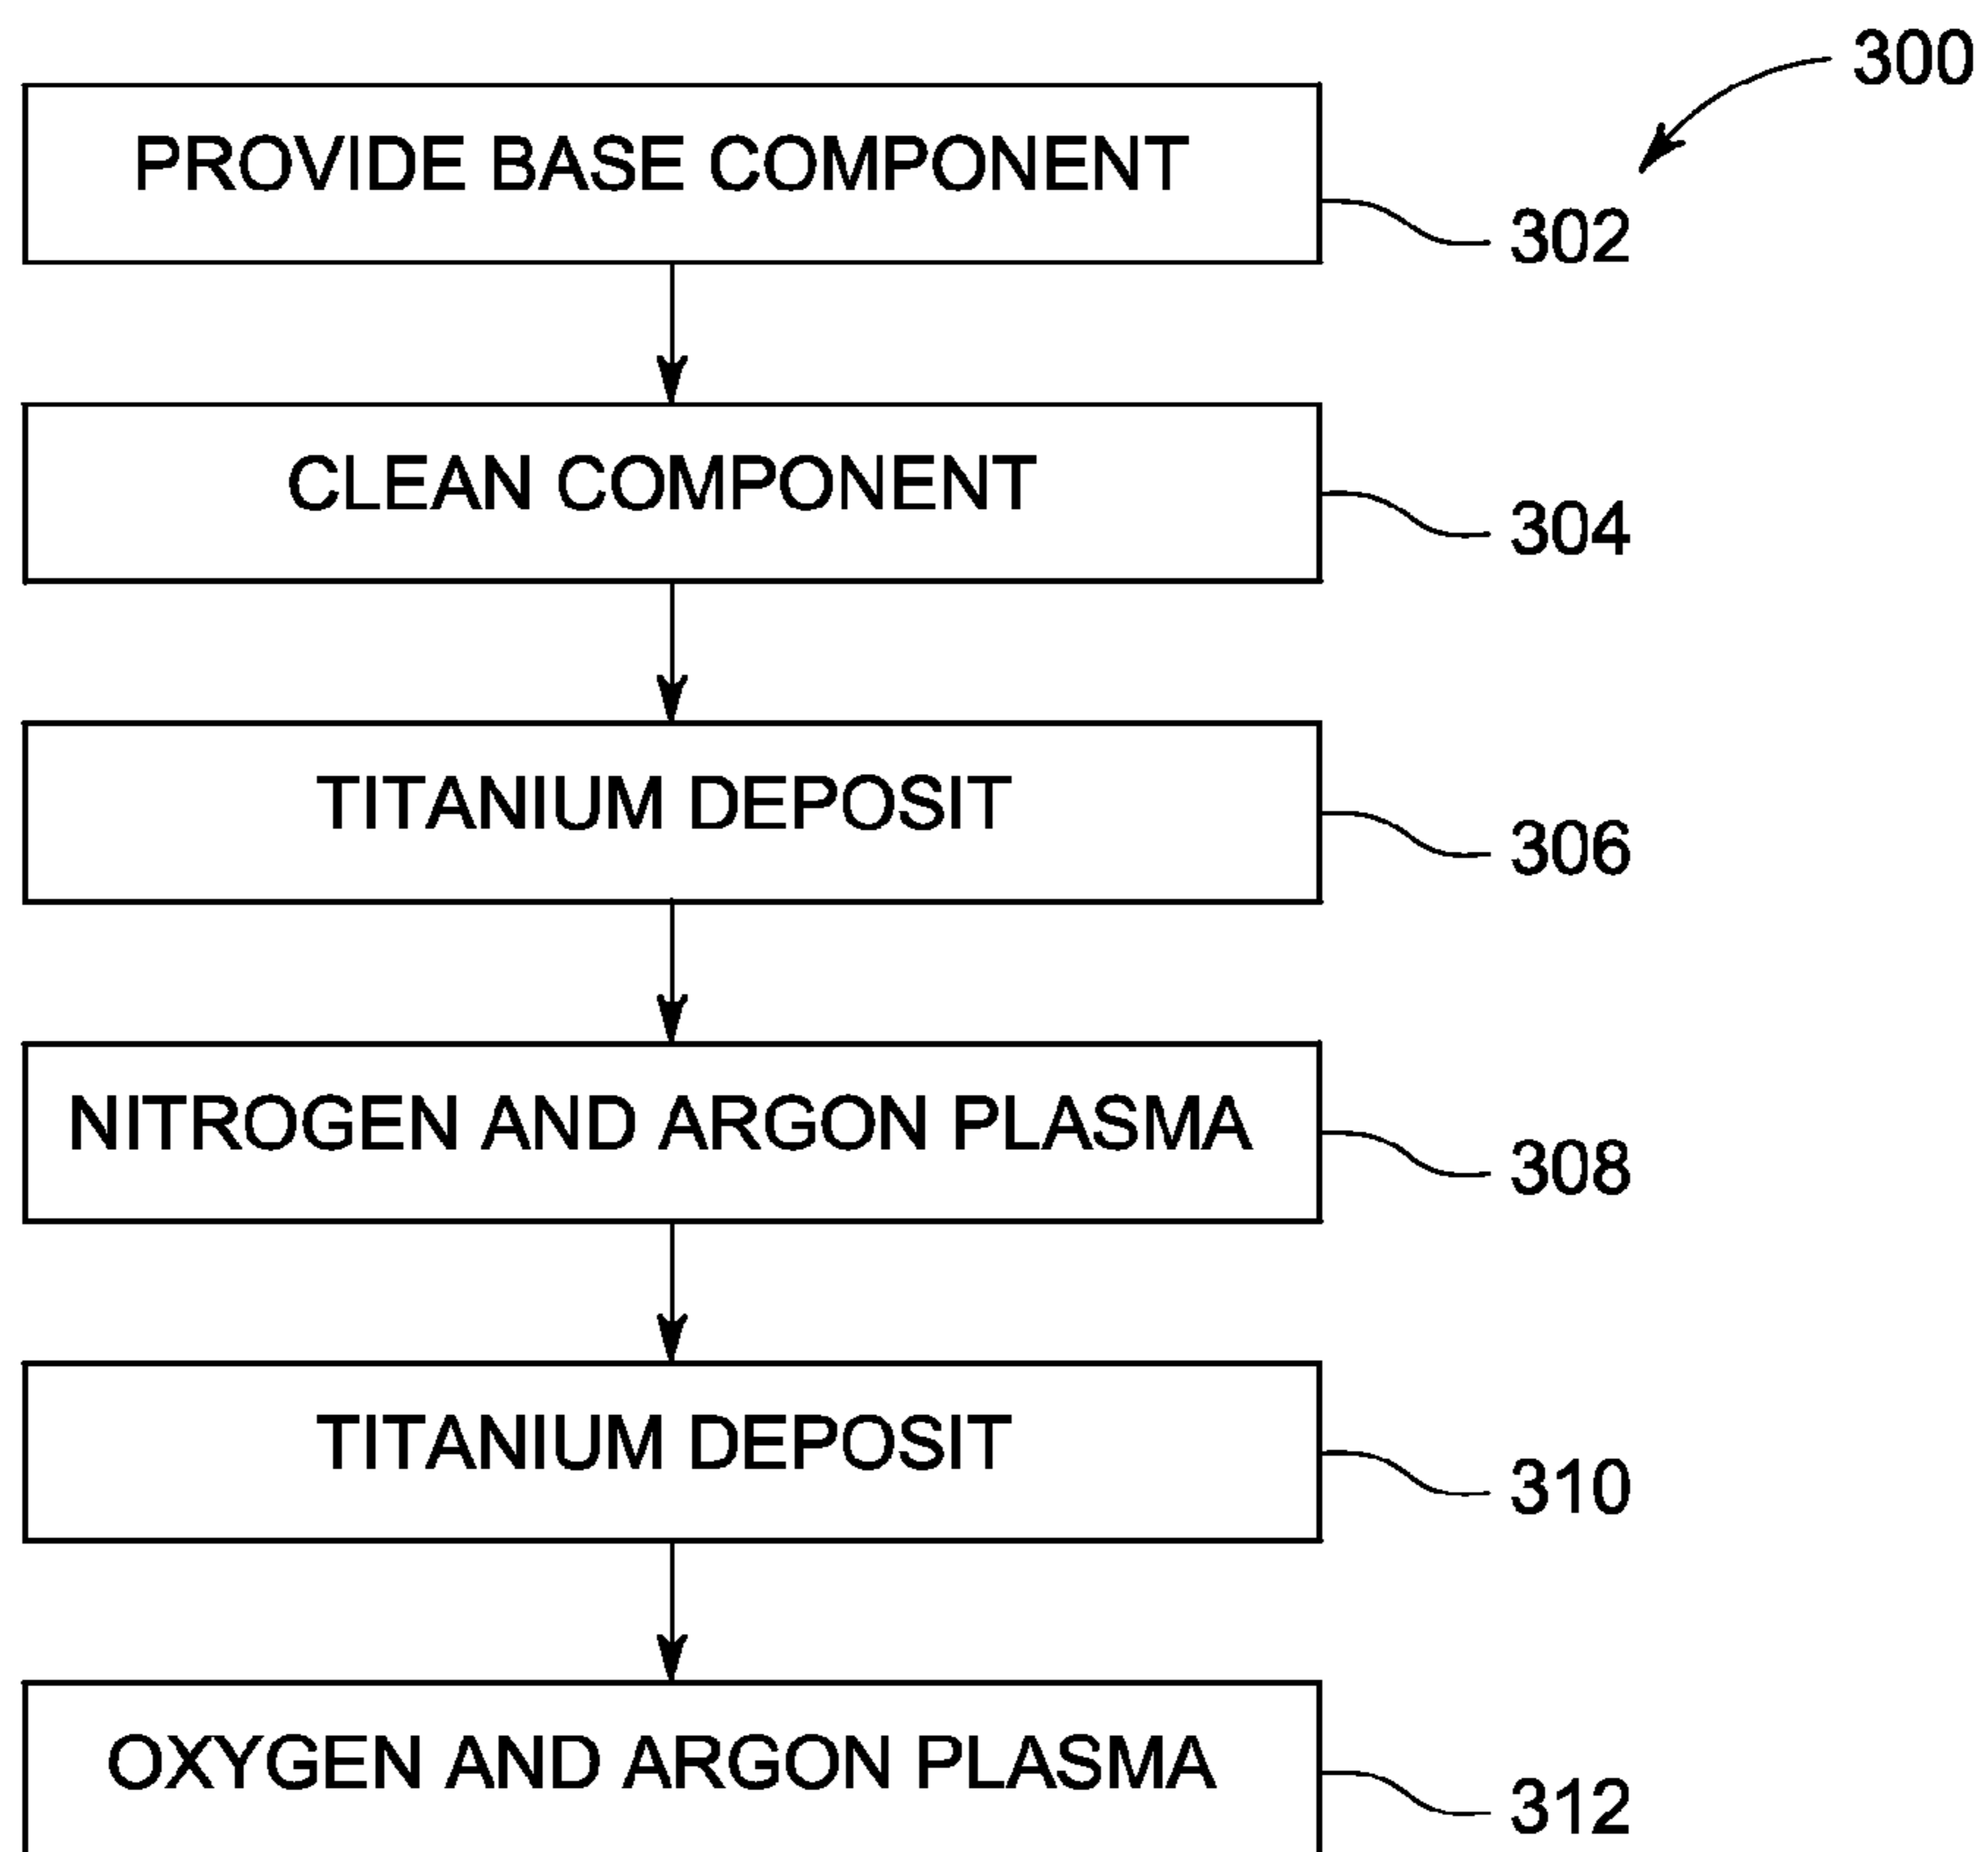 300
PROVIDE BASE COMPONENT
302
CLEAN COMPONENT
304
TITANIUM DEPOSIT
306
NITROGEN AND ARGON PLASMA
308
TITANIUM DEPOSIT
310
OXYGEN AND ARGON PLASMA
312